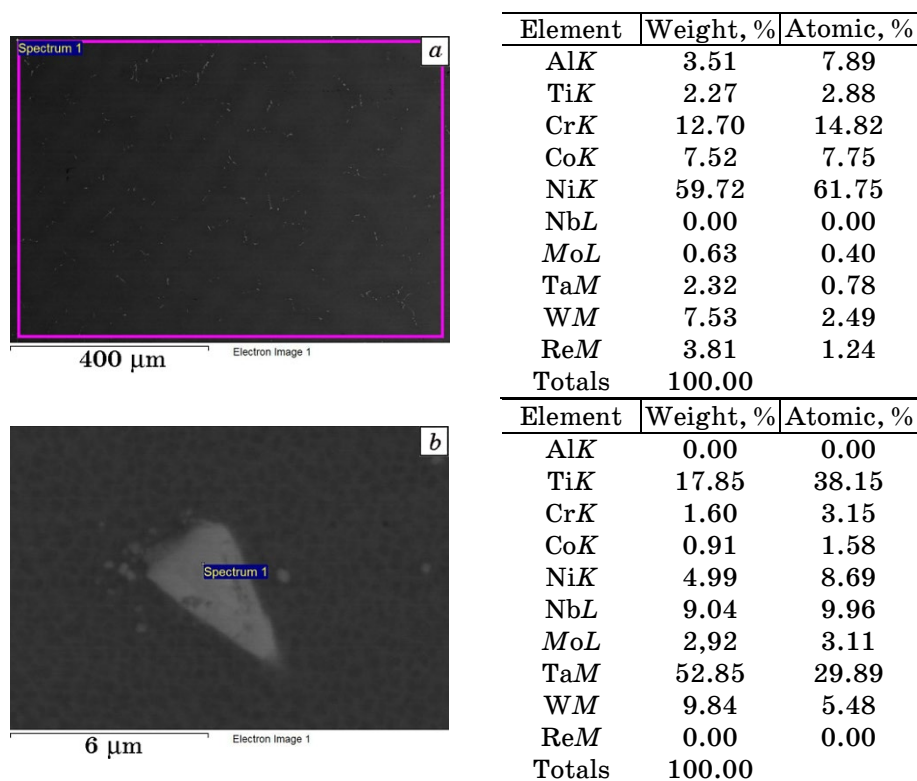 Spectrum 1
a
400 μm
Electron Image 1
Element Weight, % Atomic, %
AlK 3.51 7.89
TiK 2.27 2.88
CrK 12.70 14.82
CoK 7.52 7.75
NiK 59.72 61.75
NbL 0.00 0.00
MoL 0.63 0.40
TaM 2.32 0.78
WM 7.53 2.49
ReM 3.81 1.24
Totals 100.00
b
Spectrum 1
6 μm
Electron Image 1
Element Weight, % Atomic, %
AlK 0.00 0.00
TiK 17.85 38.15
CrK 1.60 3.15
CoK 0.91 1.58
NiK 4.99 8.69
NbL 9.04 9.96
MoL 2,92 3.11
TaM 52.85 29.89
WM 9.84 5.48
ReM 0.00 0.00
Totals 100.00